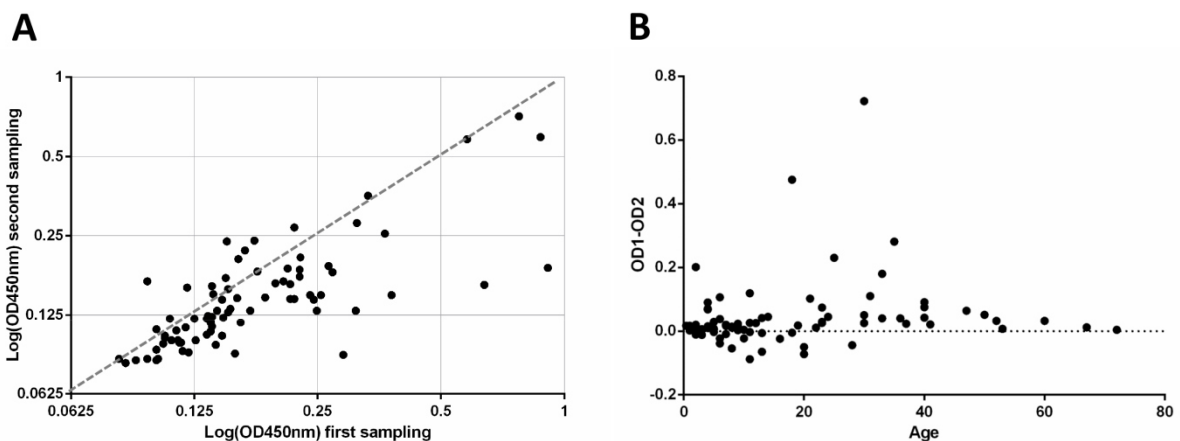 A
B
Log(OD450nm) second sampling
1
0.5
0.25
0.125
0.0625
0.0625 0.125 0.25 0.5 1
Log(OD450nm) first sampling
OD1-OD2
0.8
0.6
0.4
0.2
0.0
-0.2
0 20 40 60 80
Age